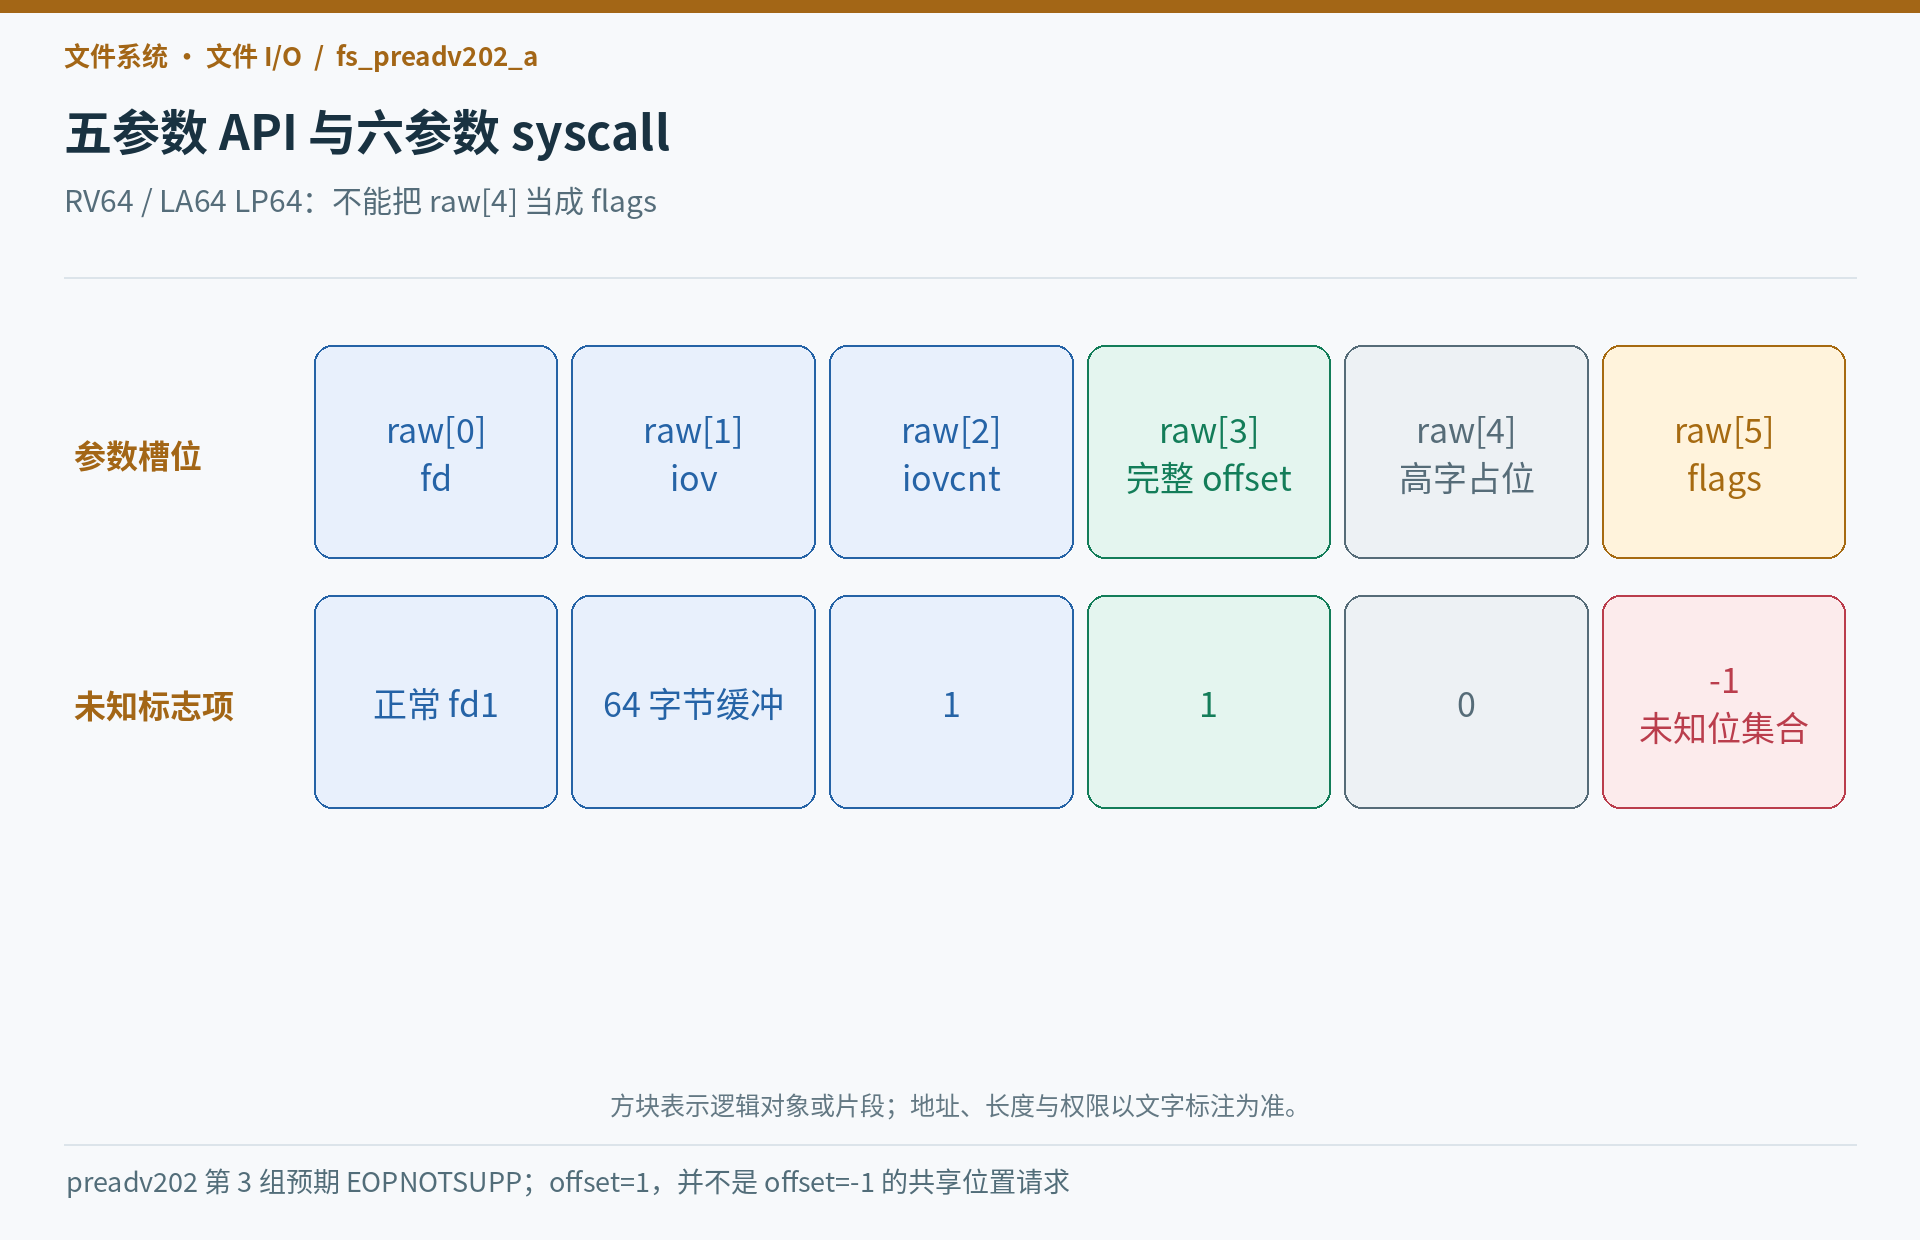 文件系统 · 文件 I/O / fs_preadv202_a
五参数 API 与六参数 syscall
RV64 / LA64 LP64：不能把 raw[4] 当成 flags
参数槽位
raw[0]
fd
raw[1]
iov
raw[2]
iovcnt
raw[3]
完整 offset
raw[4]
高字占位
raw[5]
flags
未知标志项
正常 fd1
64 字节缓冲
1
1
0
-1
未知位集合
方块表示逻辑对象或片段；地址、长度与权限以文字标注为准。
preadv202 第 3 组预期 EOPNOTSUPP；offset=1，并不是 offset=-1 的共享位置请求